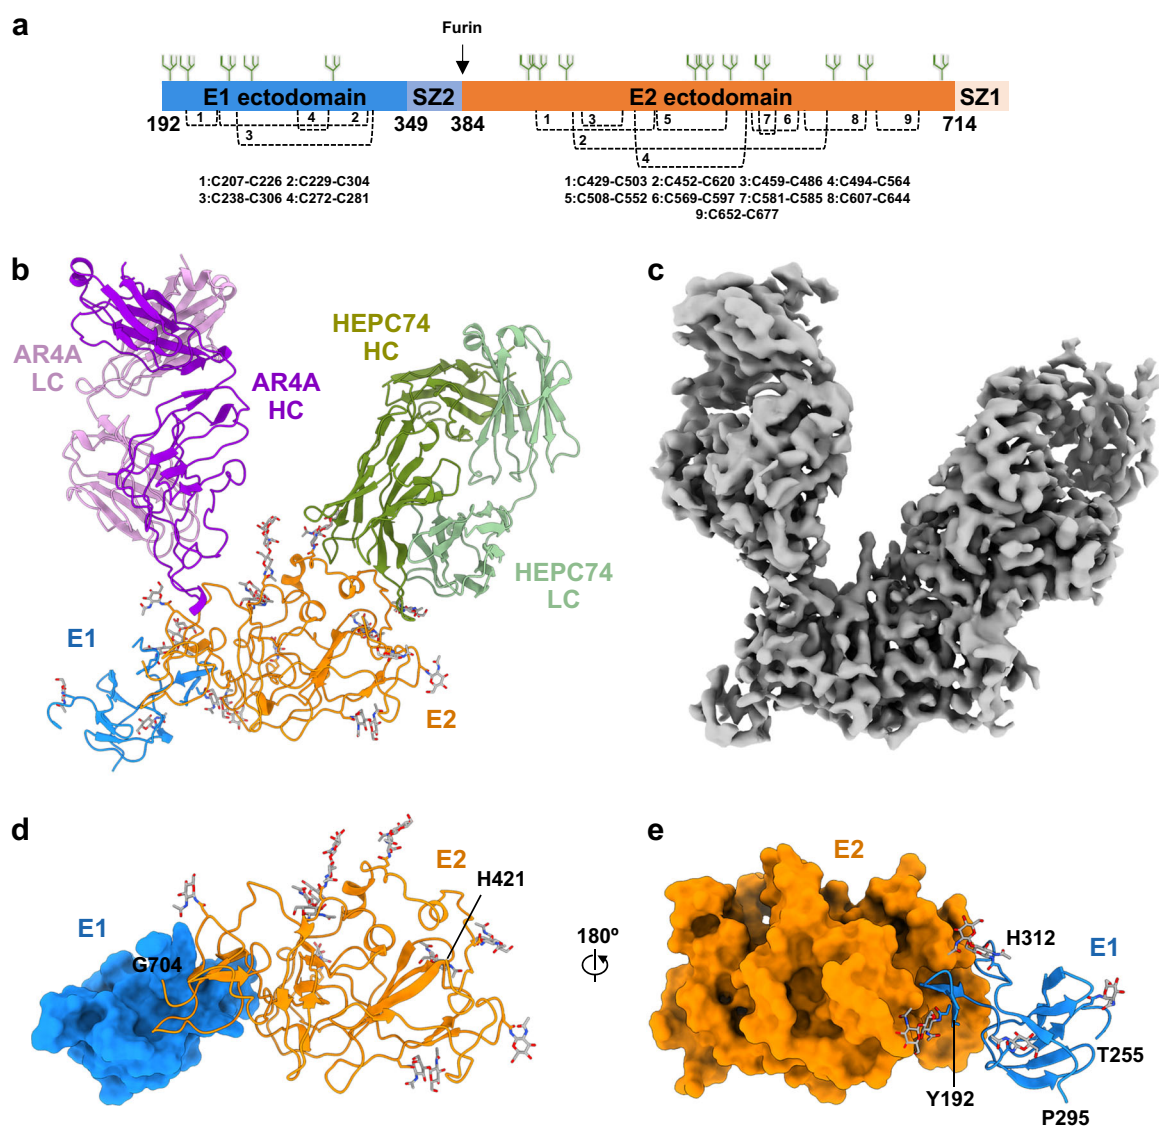 a
Furin
E1 ectodomain
SZ2
E2 ectodomain
SZ1
1
4
2
3
1
3
5
7
6
8
9
2
4
192
349
384
714
1:C207-C226 2:C229-C304
3:C238-C306 4:C272-C281
1:C429-C503 2:C452-C620 3:C459-C486 4:C494-C564
5:C508-C552 6:C569-C597 7:C581-C585 8:C607-C644
9:C652-C677
b
AR4A
LC
AR4A
HC
HEPC74
HC
HEPC74
LC
E1
E2
c
d
E1
G704
E2
H421
180º
e
E2
H312
E1
T255
Y192
P295